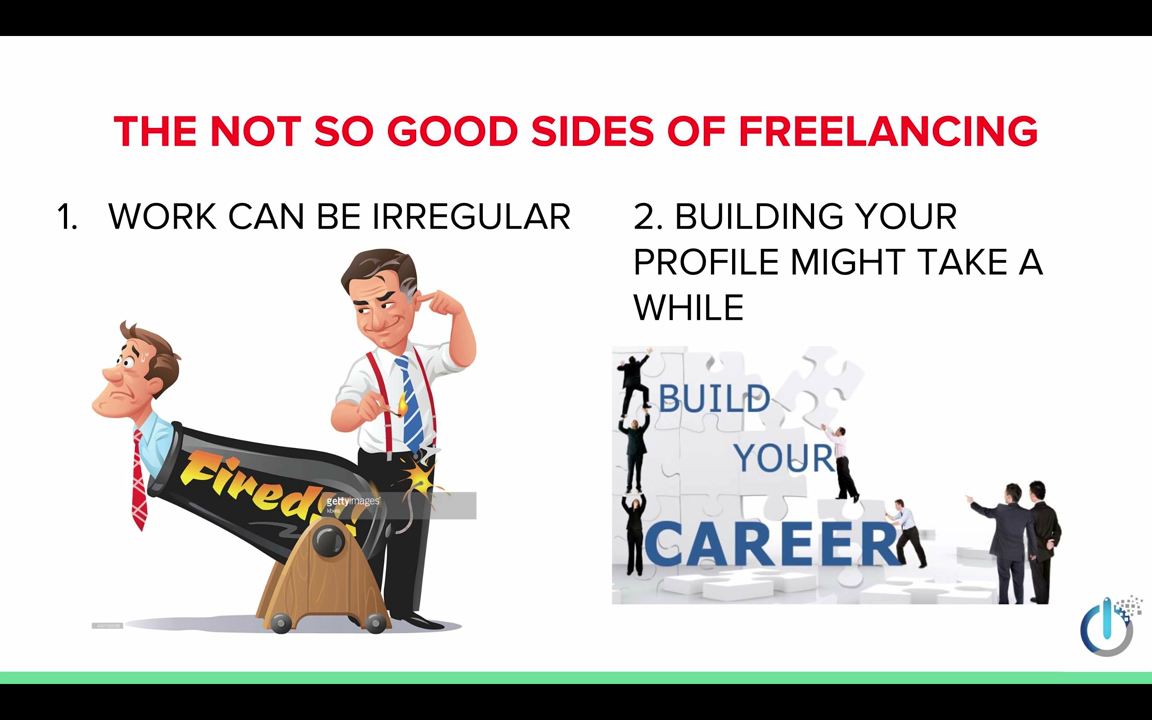 THE NOT SO GOOD SIDES OF FREELANCING
1. WORK CAN BE IRREGULAR
2. BUILDING YOUR
PROFILE MIGHT TAKE A
WHILE
Fired
gettyimages
BUILD
YOUR
CAREER